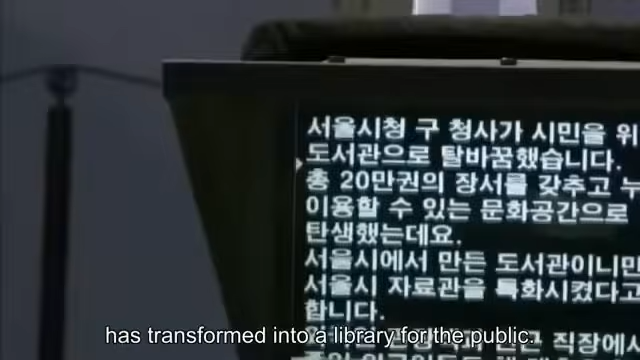 서울시청 구 청사가 시민을 위
도서관으로 탈바꿈했습니다.
총 20만권의 장서를 갖추고 누
이용할 수 있는 문화공간으로
탄생했는데요.
서울시에서 만든 도서관이니만
서울시 자료관을 특화시켰다고
합니다.
직장에서
has transformed into a library for the public.